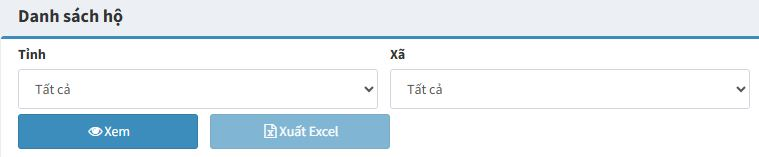 Danh sách hộ
Tỉnh Xã
Tất cả Tất cả
Xem Xuất Excel